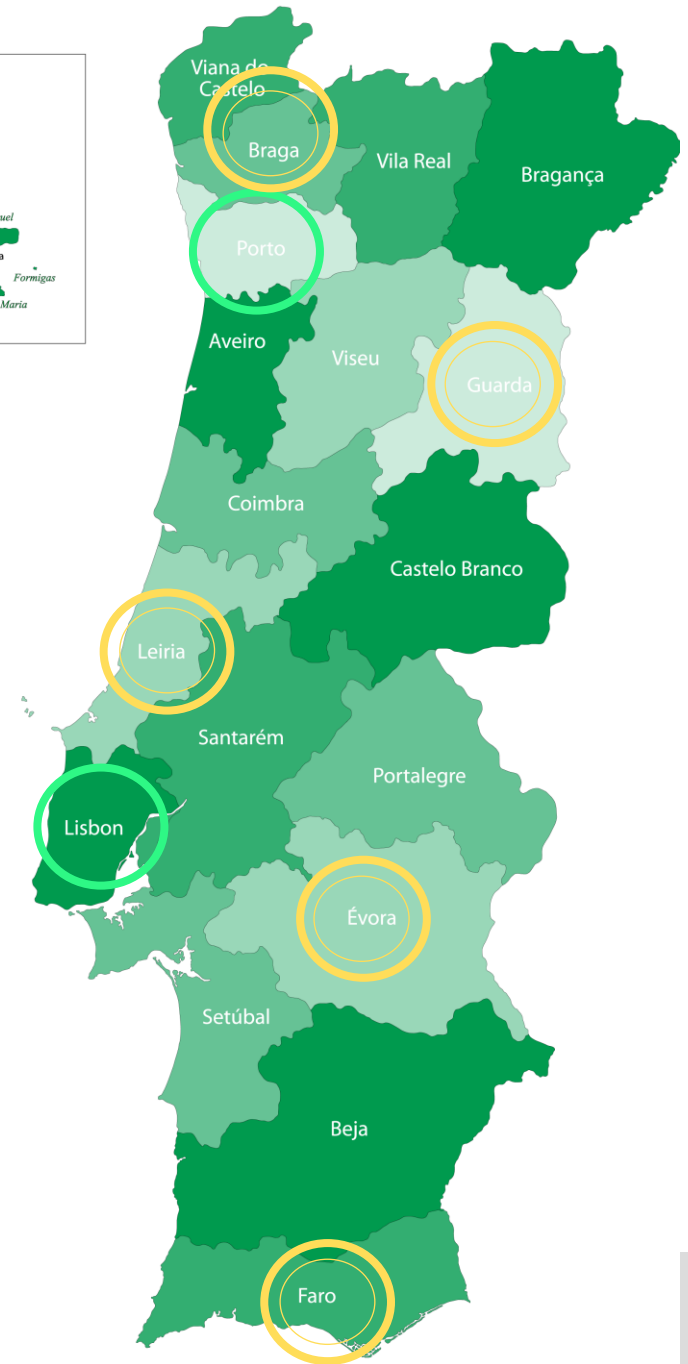 Viana do
Castelo
Braga
Vila Real
Bragança
Porto
Formigas
Maria
Aveiro
Viseu
Guarda
Coimbra
Castelo Branco
Leiria
Santarém
Portalegre
Lisbon
Évora
Setúbal
Beja
Faro